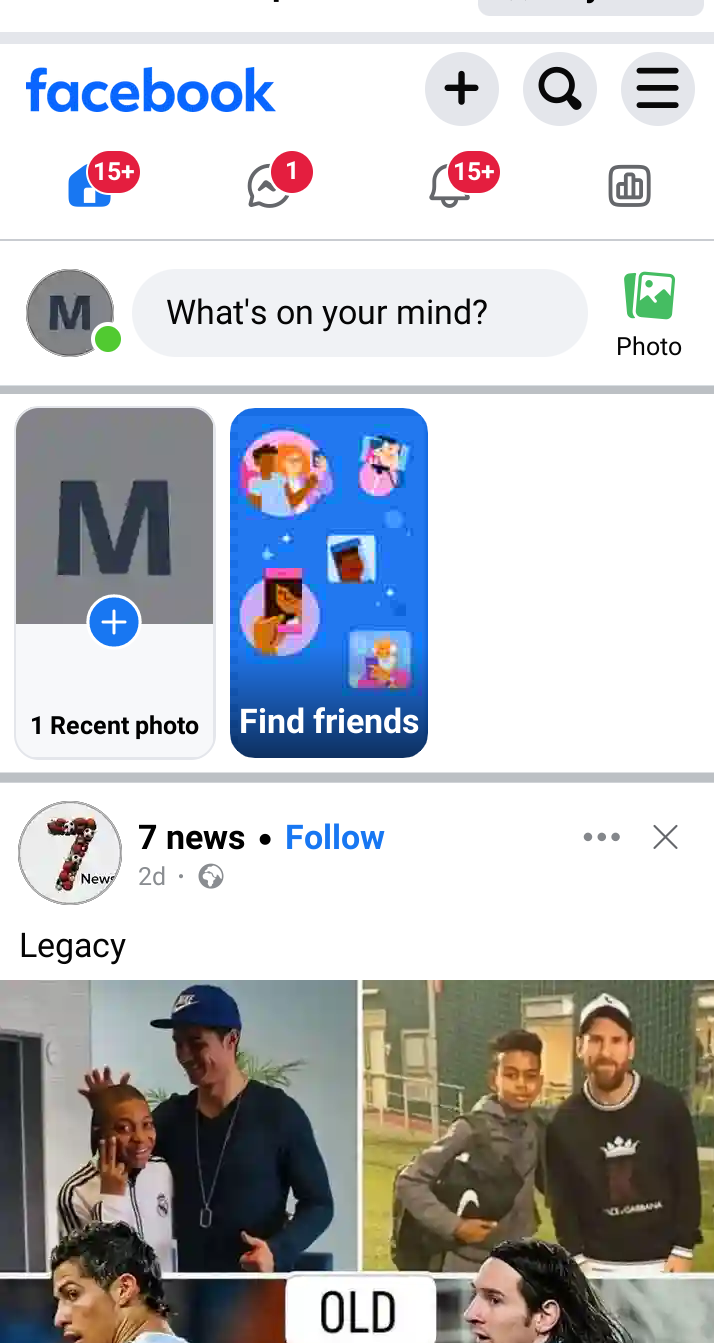 facebook
15+
1
15+
M
What's on your mind?
Photo
M
1 Recent photo
Find friends
7 news • Follow
News
2d ·
Legacy
OLD